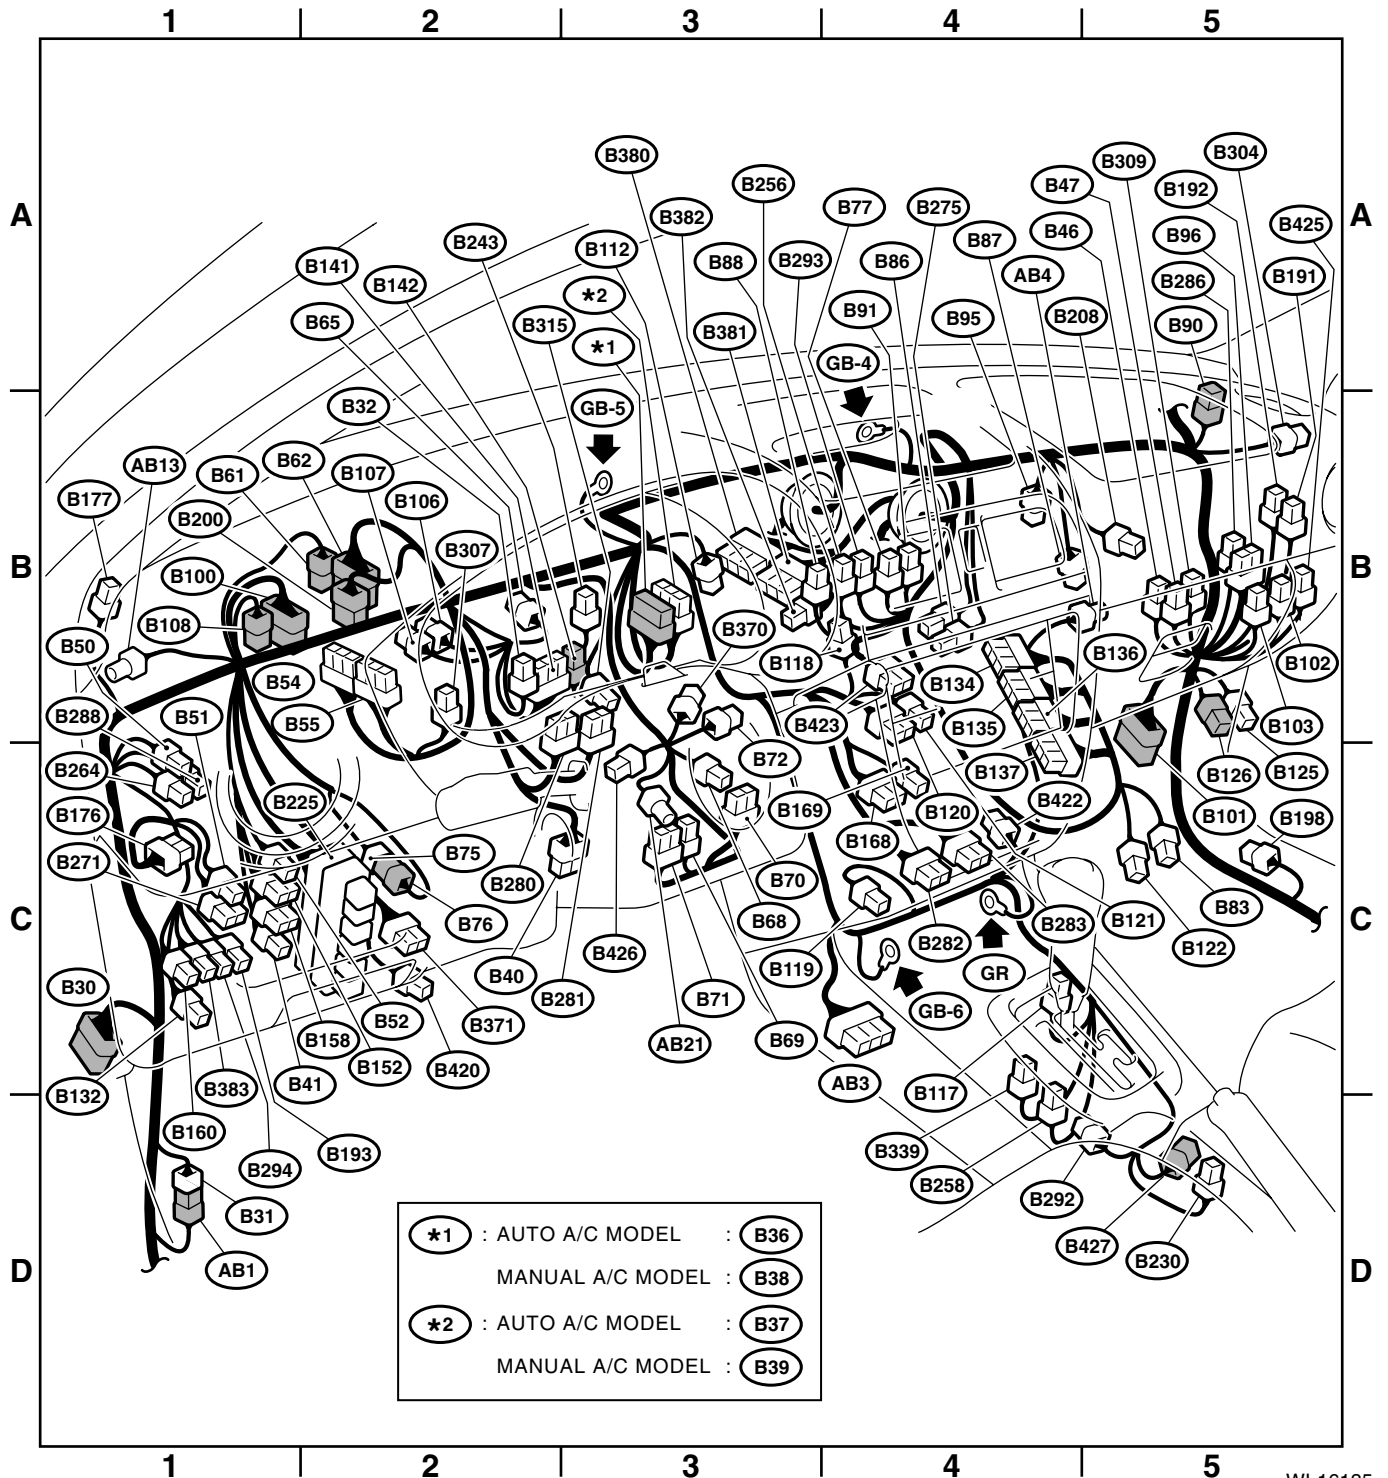 1 2 3 4 5
B380 B309 B304
B256 B47 B192
A B382 B77 B275 A
B243 B112 B87 B46 B96 B425
B141 B88 B293 B86 AB4 B286 B191
B142 *2
B65 B315 B381 B91 B95 B208 B90
*1 GB-4
B32 GB-5
AB13 B61 B62 B107
B177 B106
B200
B307
B B100 B
B108 B370
B50 B118 B136 B102
B54 B134
B288 B51 B55 B423 B135 B103
B264 B72 B137 B126 B125
B225 B169 B422
B176 B120 B101 B198
B271 B75 B168
B280 B70
B76 B68 B283 B121 B83
C B426 B282 C
B119 B122
B30 B40 GR
B281 B71 GB-6
B158 B52 B371
AB21 B69
B132 B383 B41 B152 B420 AB3 B117
B160
B294 B193 B339
B258 B292
B31
B427
D AB1 B230 D
*1 : AUTO A/C MODEL : B36
MANUAL A/C MODEL : B38
*2 : AUTO A/C MODEL : B37
MANUAL A/C MODEL : B39
1 2 3 4 5